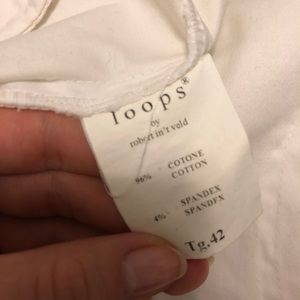 loops®
by
robert in't veld
96% COTONE
COTTON
4% SPANDEX
SPANDEX
Tg.42